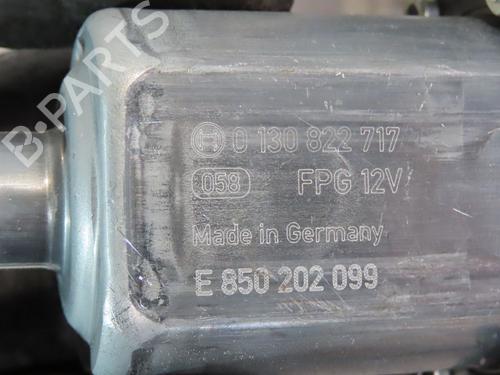 B-PARTS
0 130 822 717
058 FPG 12V
Made in Germany
E 850 202 099